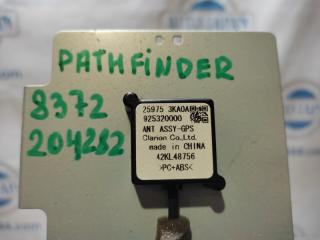 PATHFiNDER
8372
204282
25975 3KA0A
925320000
ANT ASSY-GPS
Clarion Co.,Ltd.
made in CHINA
42KL48756
>PC+ABS<